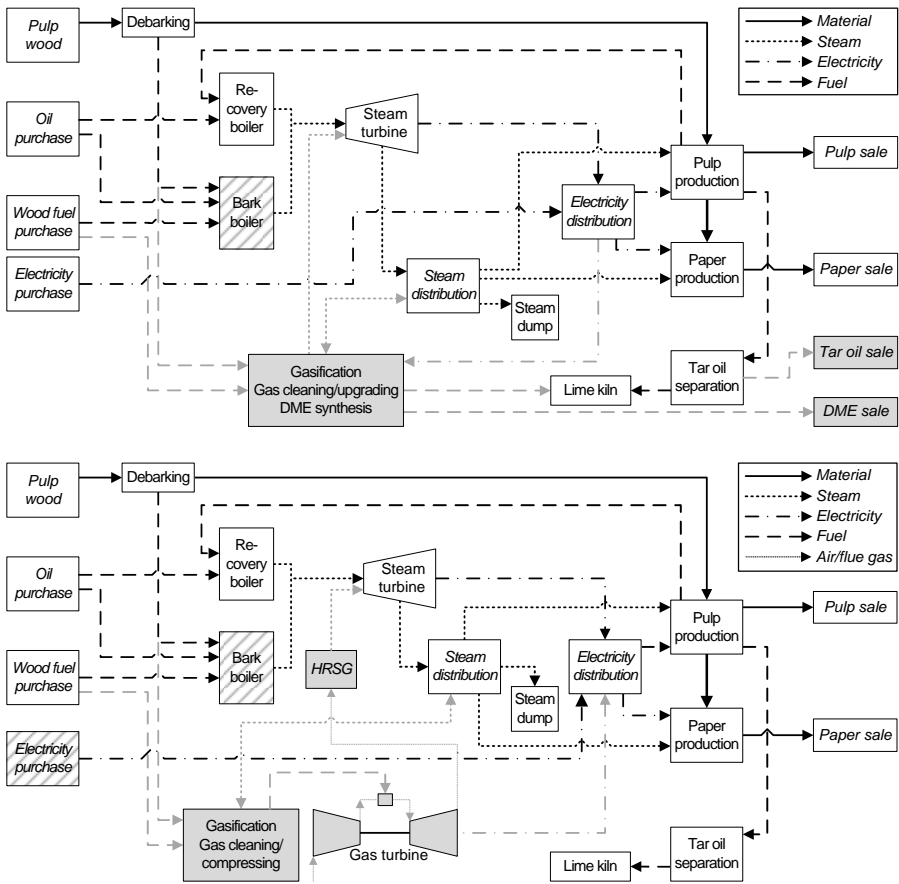 Pulp
wood
Debarking
Material
Steam
Electricity
Fuel
Oil
purchase
Re-
covery
boiler
Steam
turbine
Pulp
production
Pulp sale
Wood fuel
purchase
Bark
boiler
Electricity
distribution
Electricity
purchase
Steam
distribution
Paper
production
Paper sale
Steam
dump
Gasification
Gas cleaning/upgrading
DME synthesis
Lime kiln
Tar oil
separation
Tar oil sale
DME sale
Pulp
wood
Debarking
Material
Steam
Electricity
Fuel
Air/flue gas
Oil
purchase
Re-
covery
boiler
Steam
turbine
Pulp
production
Pulp sale
Wood fuel
purchase
Bark
boiler
HRSG
Steam
distribution
Electricity
distribution
Steam
dump
Electricity
purchase
Paper
production
Paper sale
Gasification
Gas cleaning/
compressing
Gas turbine
Lime kiln
Tar oil
separation